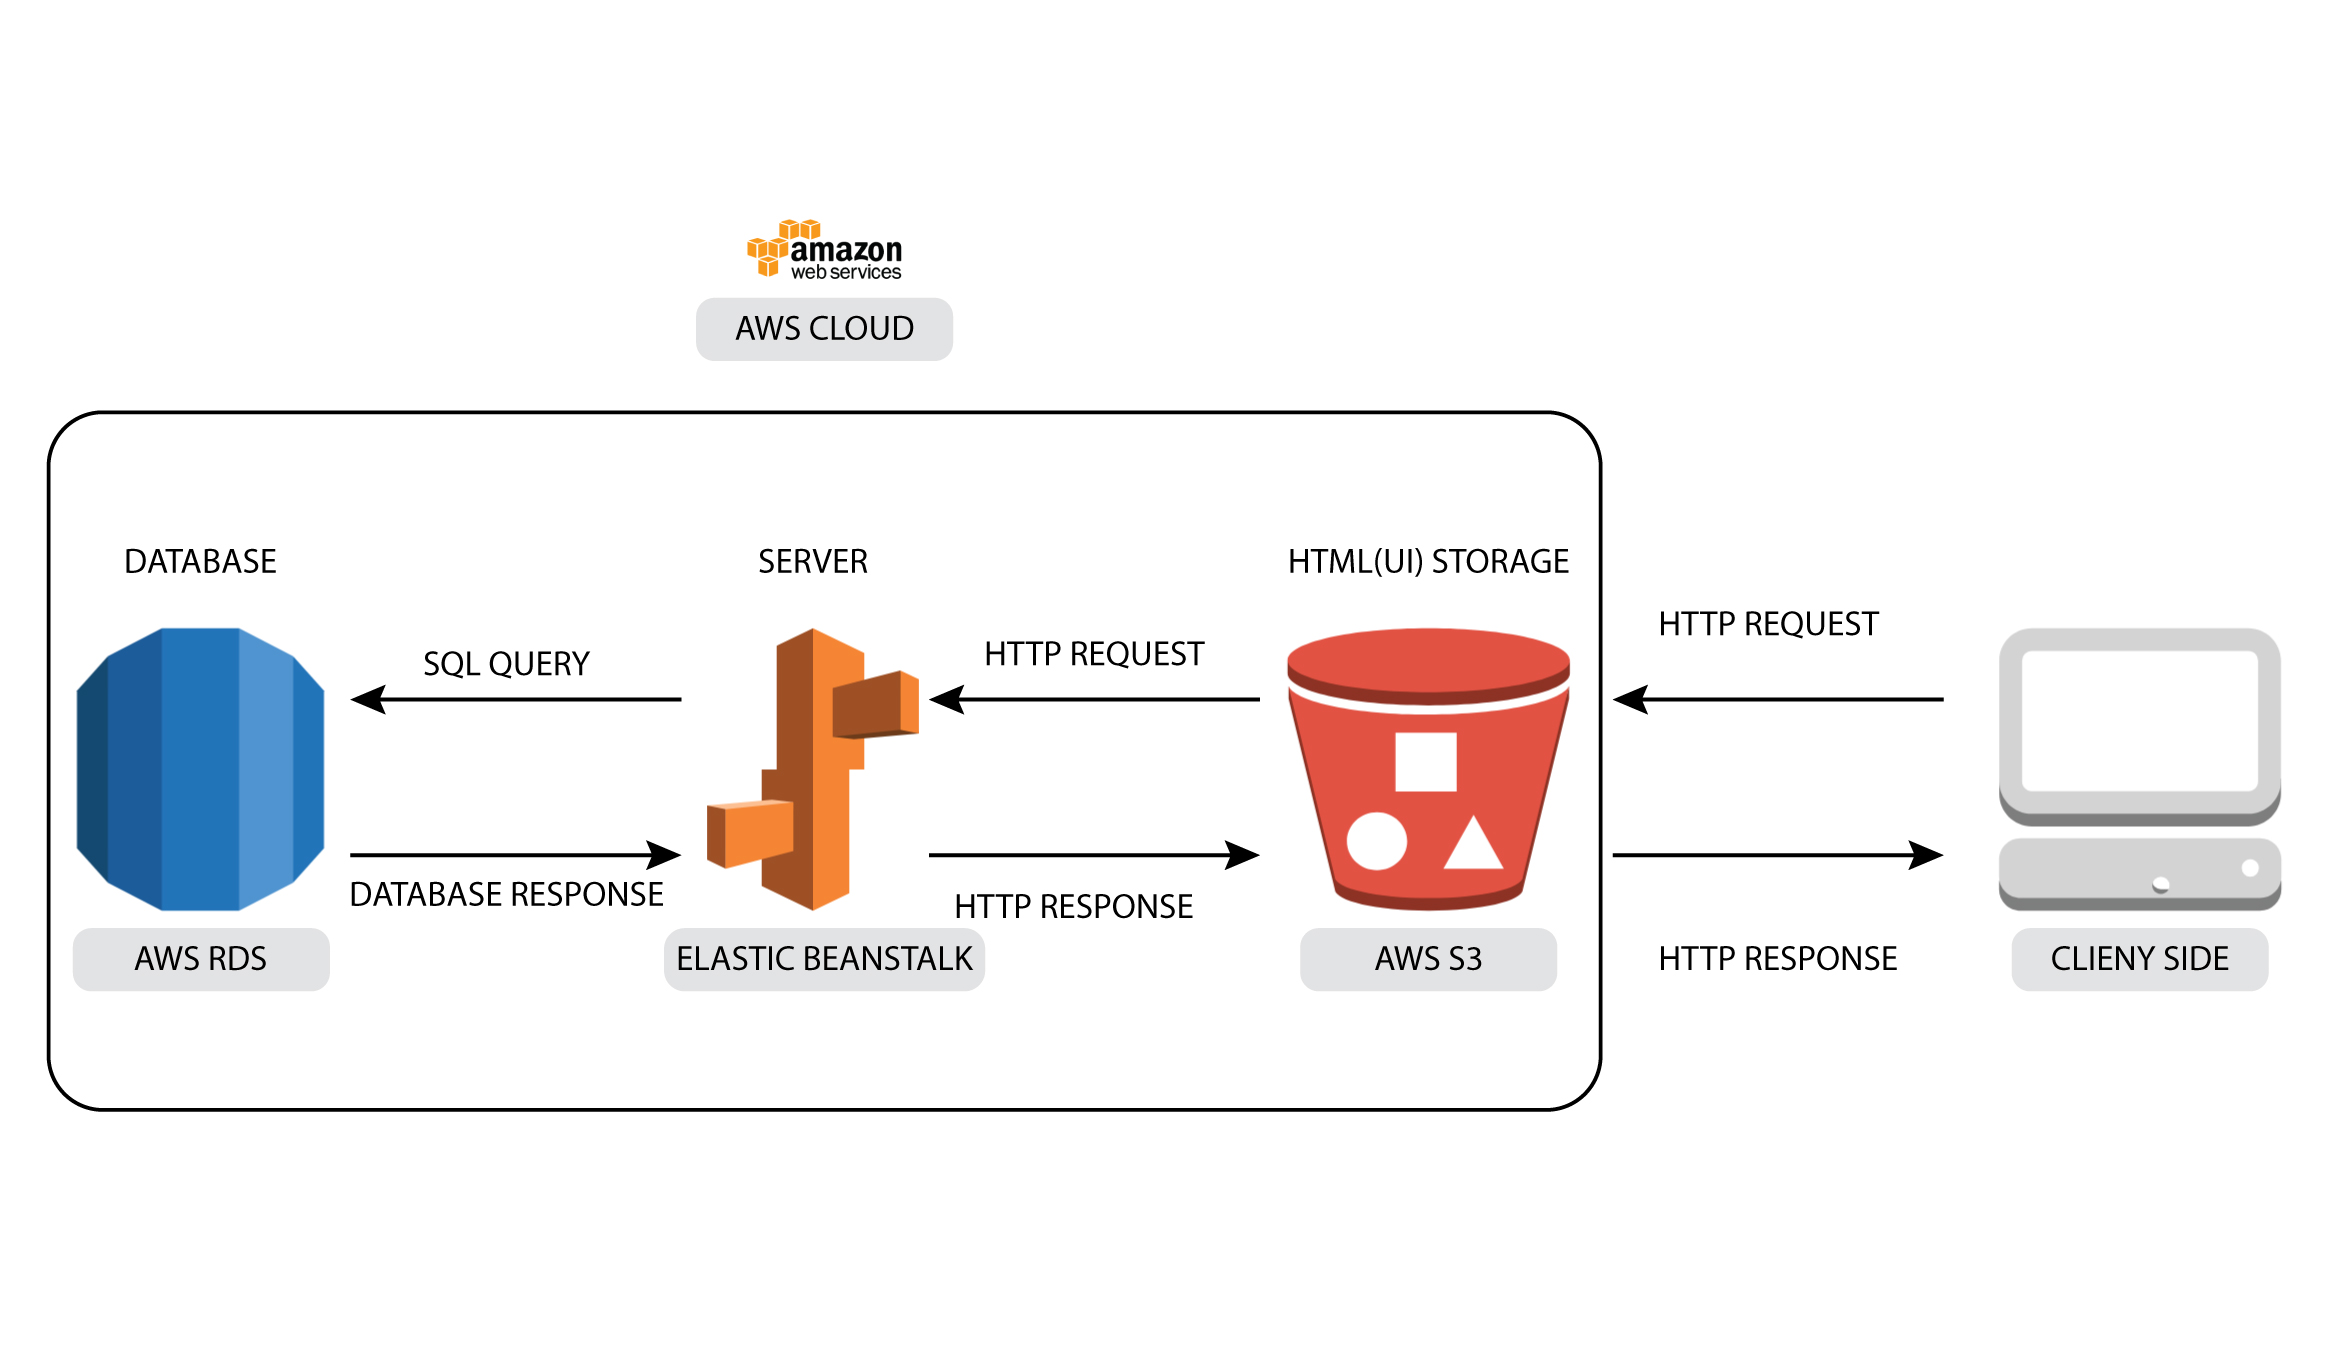 amazon
web services
AWS CLOUD
DATABASE
SERVER
HTML(UI) STORAGE
SQL QUERY
HTTP REQUEST
HTTP REQUEST
DATABASE RESPONSE
HTTP RESPONSE
HTTP RESPONSE
AWS RDS
ELASTIC BEANSTALK
AWS S3
CLIENY SIDE